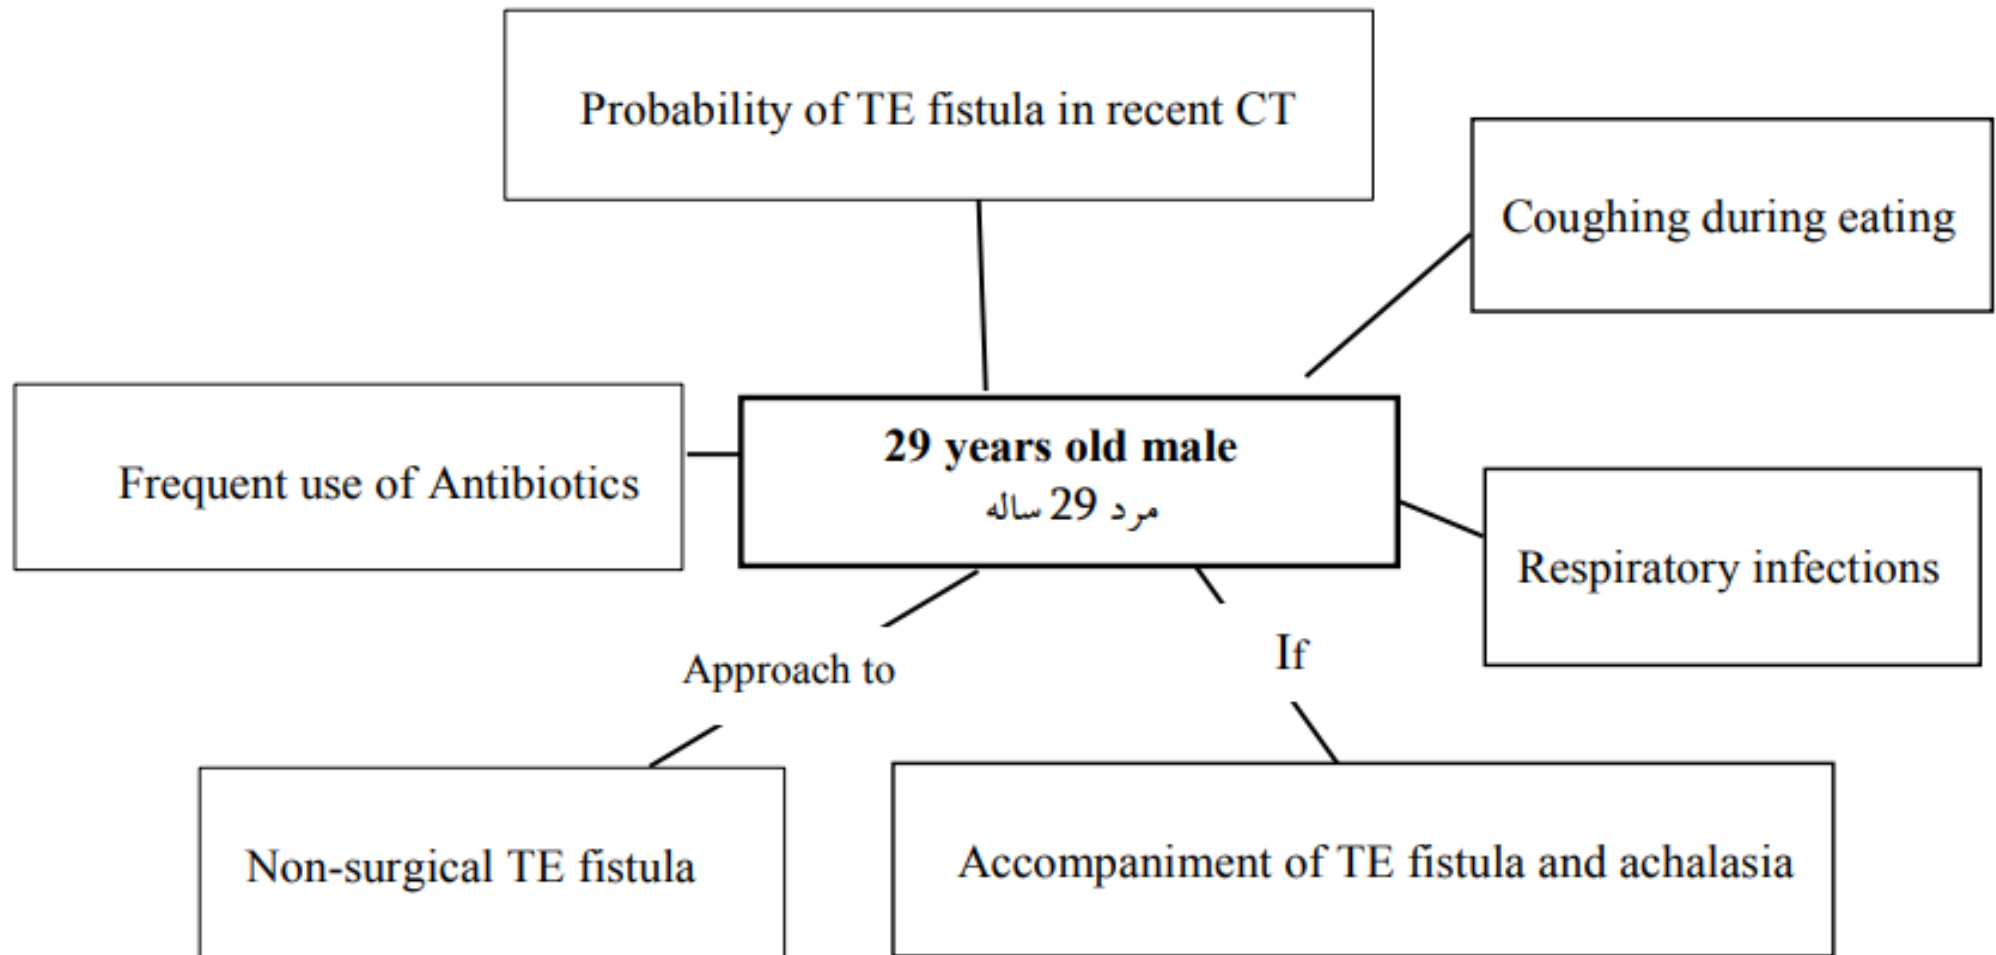 Probability of TE fistula in recent CT
Coughing during eating
29 years old male
مرد 29 ساله
Frequent use of Antibiotics
Respiratory infections
Approach to
If
Non-surgical TE fistula
Accompaniment of TE fistula and achalasia